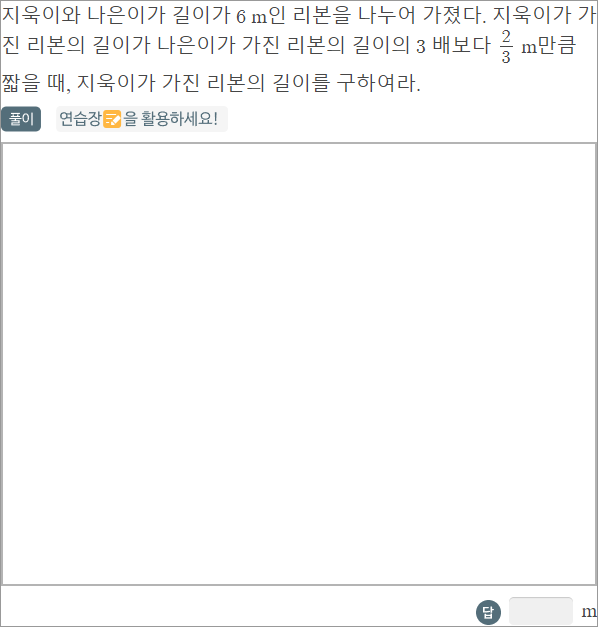 지욱이와 나은이가 길이가 6 m인 리본을 나누어 가졌다. 지욱이가 가
진 리본의 길이가 나은이가 가진 리본의 길이의 3 배보다 2/3 m만큼
짧을 때, 지욱이가 가진 리본의 길이를 구하여라.
풀이 연습장을 활용하세요!
답 m